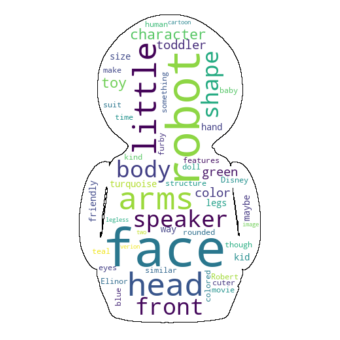 cartoon
human
character
toddler
size
make
toy
suit
time
little
something
furby
robot
shape
baby
hand
kind
features
doll
Disney
body
green
turquoise
structure
color
friendly
arms
legs
maybe
legless
speaker
image
way
rounded
face
though
teal
kid
eyes
similar
Robert
head
cuter
Elinor
colored
movie
blue
front